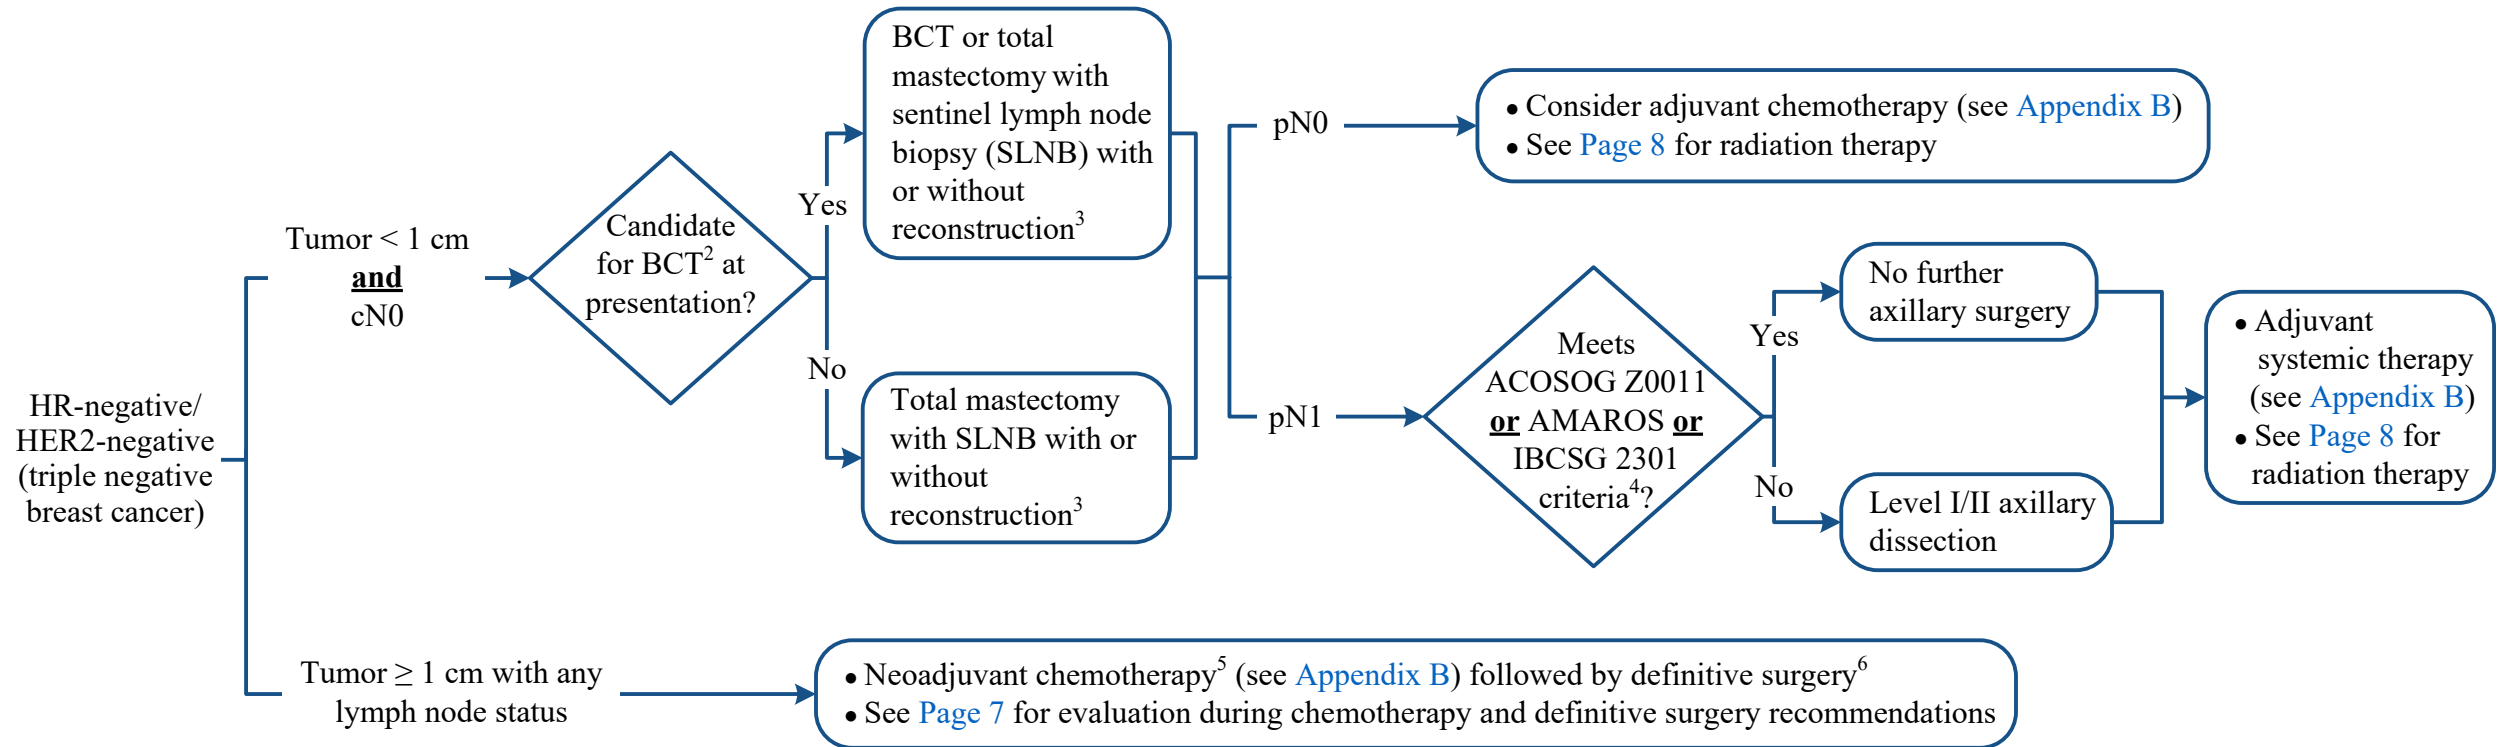 HR-negative/
HER2-negative
(triple negative
breast cancer)
Tumor < 1 cm
and
cN0
Candidate
for BCT2 at
presentation?
Yes
BCT or total
mastectomy with
sentinel lymph node
biopsy (SLNB) with
or without
reconstruction3
No
Total mastectomy
with SLNB with or
without
reconstruction3
pN0
• Consider adjuvant chemotherapy (see Appendix B)
• See Page 8 for radiation therapy
pN1
Meets
ACOSOG Z0011
or AMAROS or
IBCSG 2301
criteria4?
Yes
No further
axillary surgery
No
Level I/II axillary
dissection
• Adjuvant
systemic therapy
(see Appendix B)
• See Page 8 for
radiation therapy
Tumor ≥ 1 cm with any
lymph node status
• Neoadjuvant chemotherapy5 (see Appendix B) followed by definitive surgery6
• See Page 7 for evaluation during chemotherapy and definitive surgery recommendations